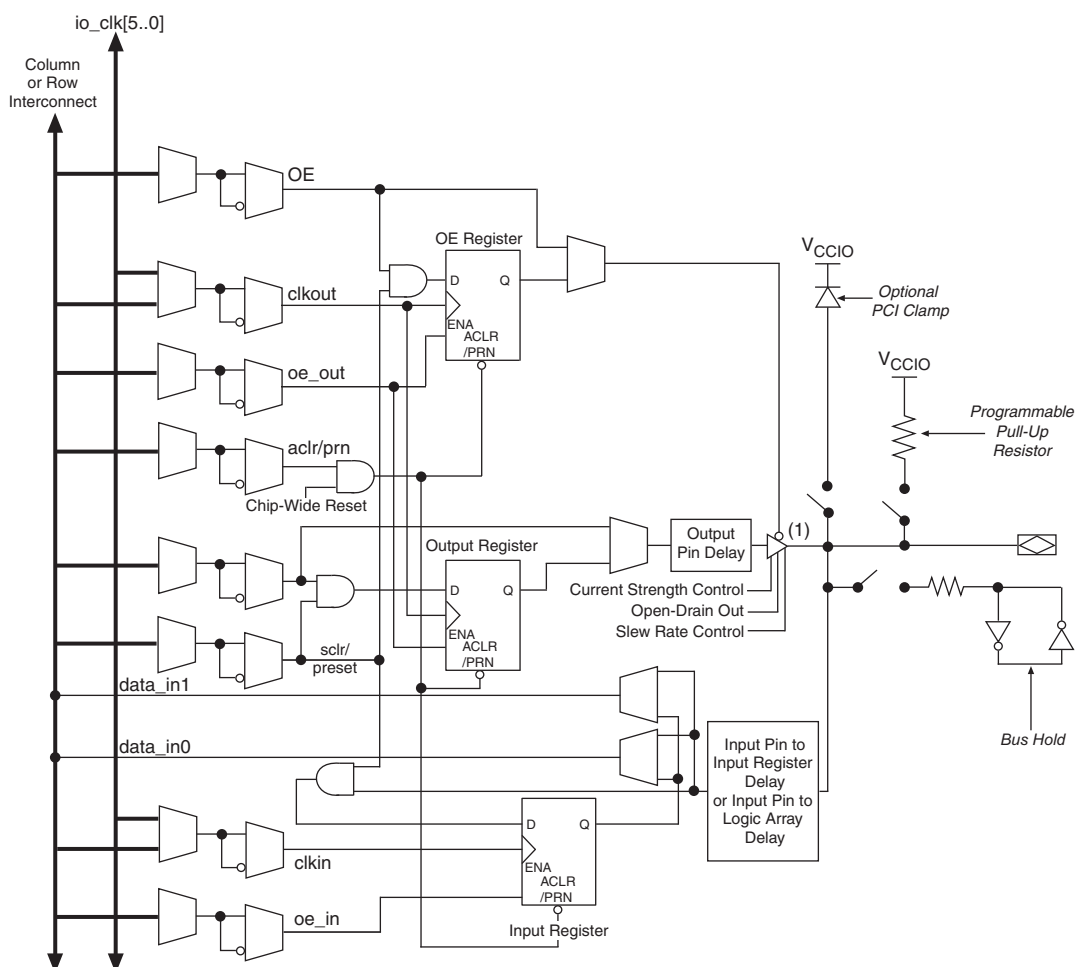 io_clk[5..0]
Column
or Row
Interconnect
OE
OE Register
VCCIO
D Q
Optional
PCI Clamp
clkout
ENA
ACLR
/PRN
VCCIO
oe_out
Programmable
Pull-Up
Resistor
aclr/prn
Chip-Wide Reset
(1)
Output
Pin Delay
Output Register
D Q
Current Strength Control
Open-Drain Out
Slew Rate Control
ENA
ACLR
/PRN
sclr/
preset
data_in1
data_in0
Bus Hold
Input Pin to
Input Register
Delay
or Input Pin to
Logic Array
Delay
D Q
clkin
ENA
ACLR
/PRN
oe_in
Input Register